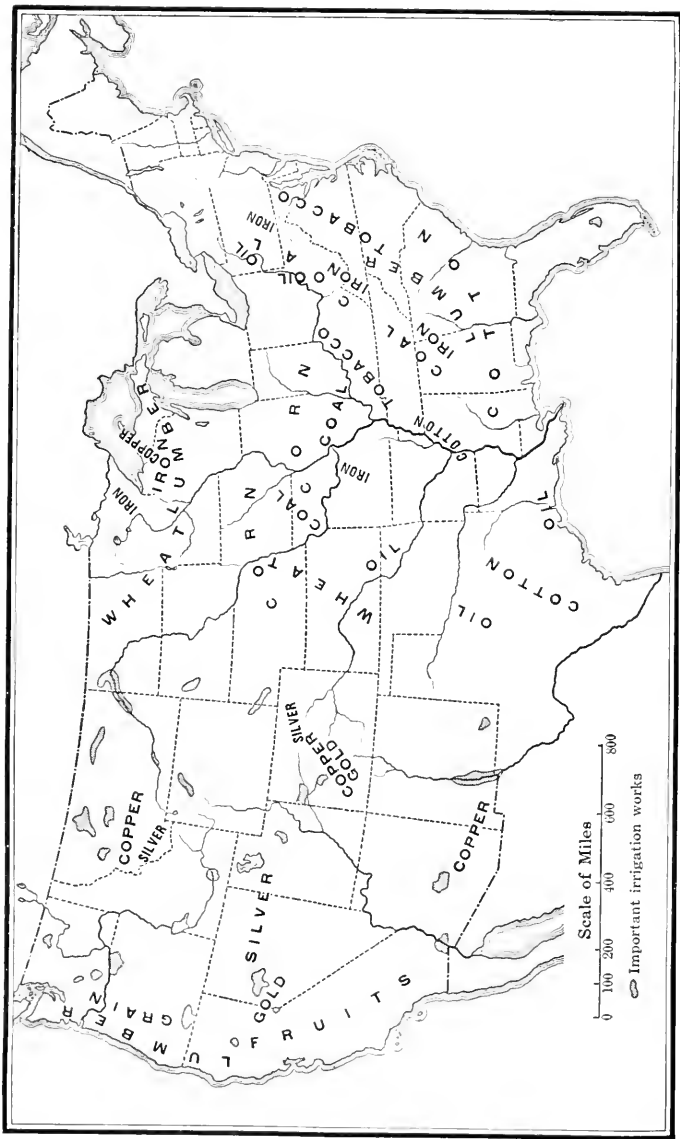 LUMBER
GRAIN
FRUITS
GOLD
SILVER
COPPER
SILVER
SILVER
COPPER
GOLD
COPPER
WHEAT
OATS
CORN
WHEAT
OIL
OIL
COTTON
OIL
IRON
COPPER
IRON
LUMBER
CORN
COAL
COAL
IRON
COTTON
TOBACCO
COAL
IRON
COTTON
LUMBER
TOBACCO
IRON
COAL
OIL
OIL
IRON
Scale of Miles
0 100 200 400 600 800
Important irrigation works